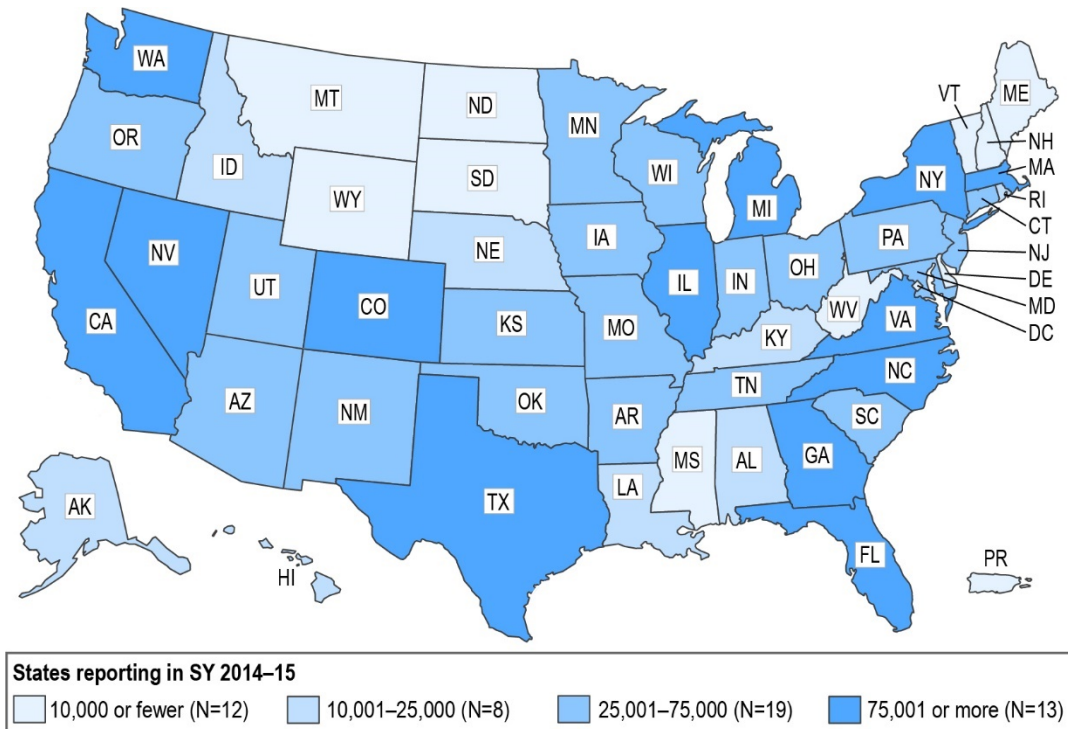 WA
MT
ND
MN
VT
ME
OR
ID
SD
WI
MI
NY
NH
MA
WY
RI
CT
NE
IA
PA
NJ
NV
UT
CO
IL
IN
OH
DE
MD
CA
KS
MO
WV
VA
DC
KY
AZ
NM
OK
AR
TN
NC
SC
MS
AL
GA
TX
LA
AK
HI
FL
PR
States reporting in SY 2014–15
10,000 or fewer (N=12) 10,001–25,000 (N=8) 25,001–75,000 (N=19) 75,001 or more (N=13)